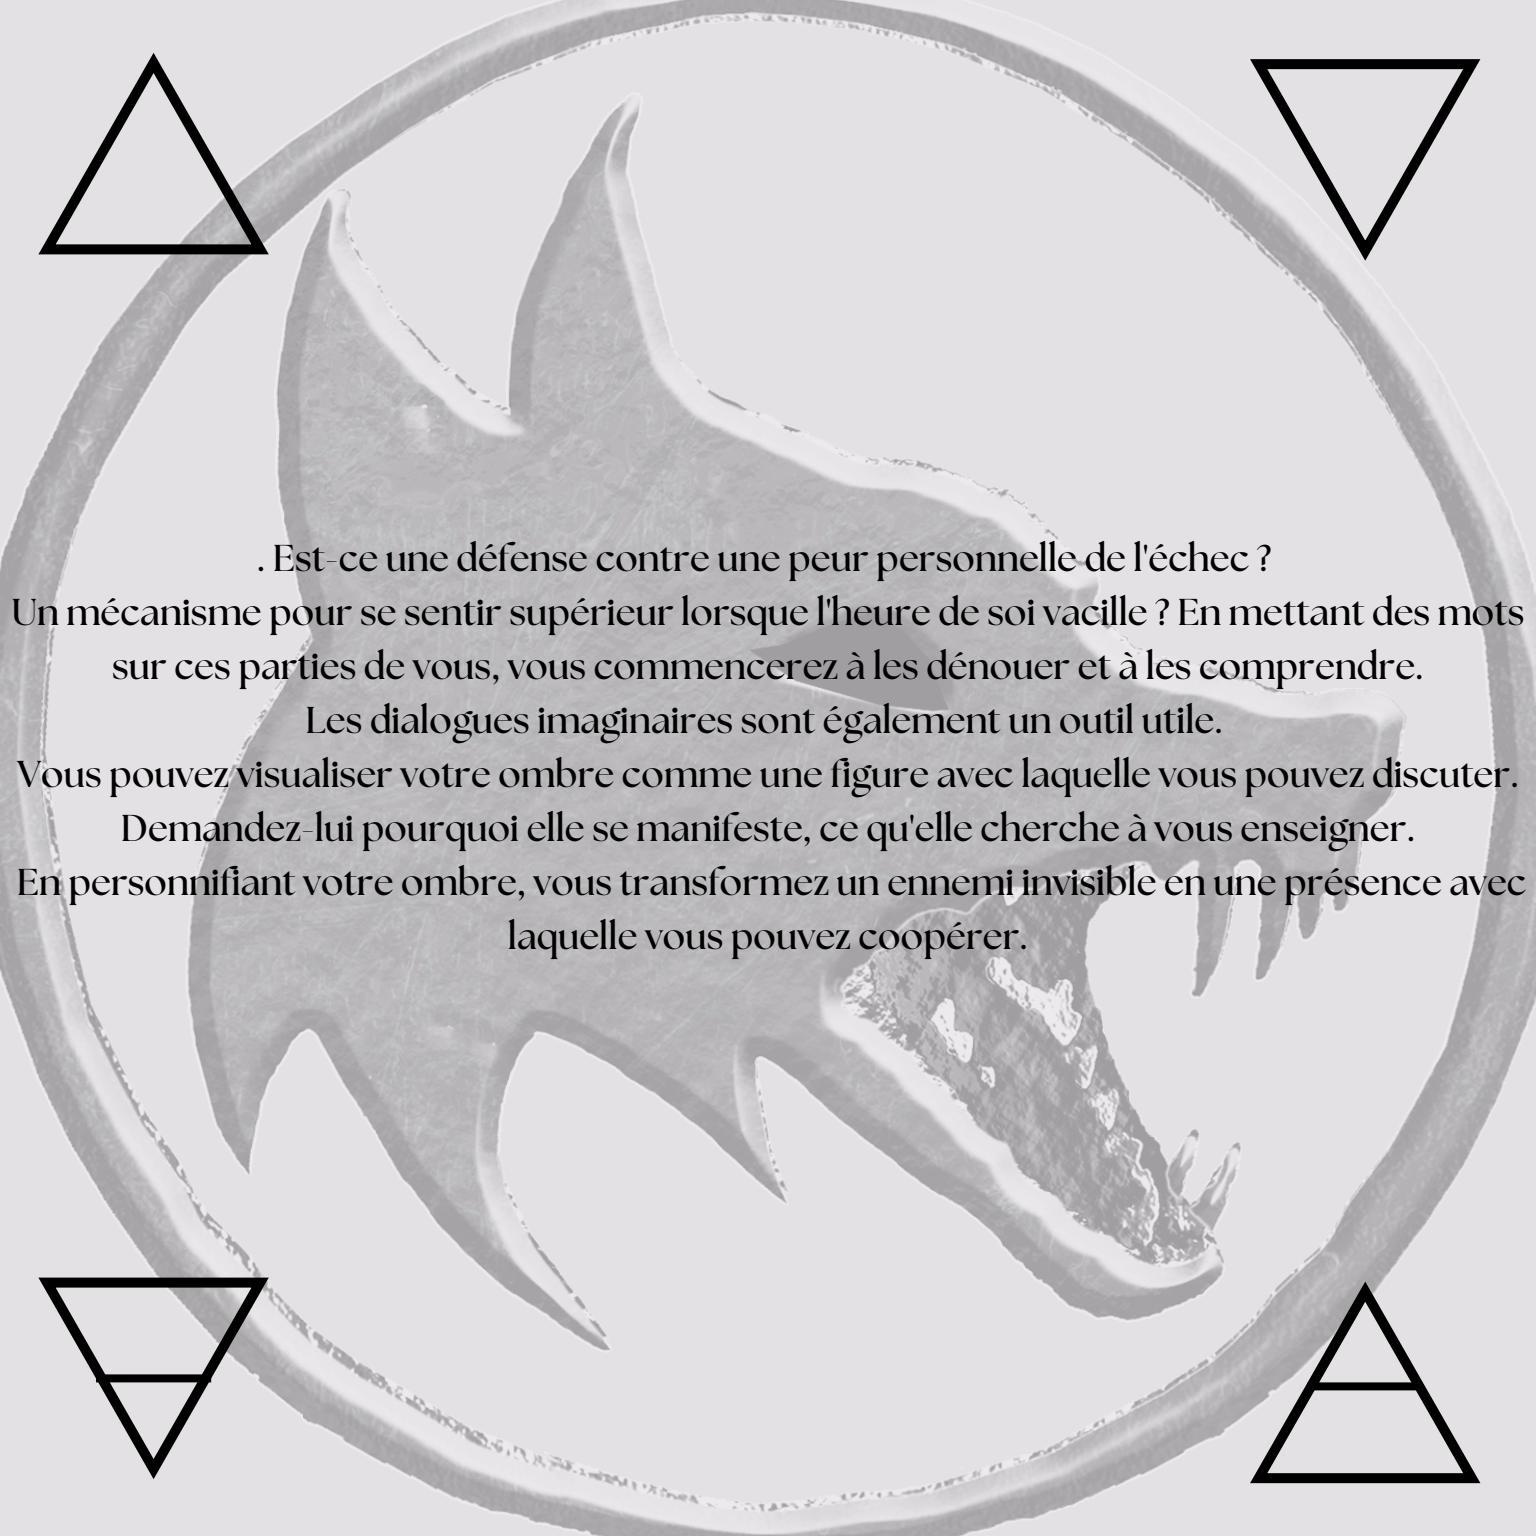 . Est-ce une défense contre une peur personnelle de l'échec ?
Un mécanisme pour se sentir supérieur lorsque l'heure de soi vacille ? En mettant des mots
sur ces parties de vous, vous commencerez à les dénouer et à les comprendre.
Les dialogues imaginaires sont également un outil utile.
Vous pouvez visualiser votre ombre comme une figure avec laquelle vous pouvez discuter.
Demandez-lui pourquoi elle se manifeste, ce qu'elle cherche à vous enseigner.
En personnifiant votre ombre, vous transformez un ennemi invisible en une présence avec
laquelle vous pouvez coopérer.